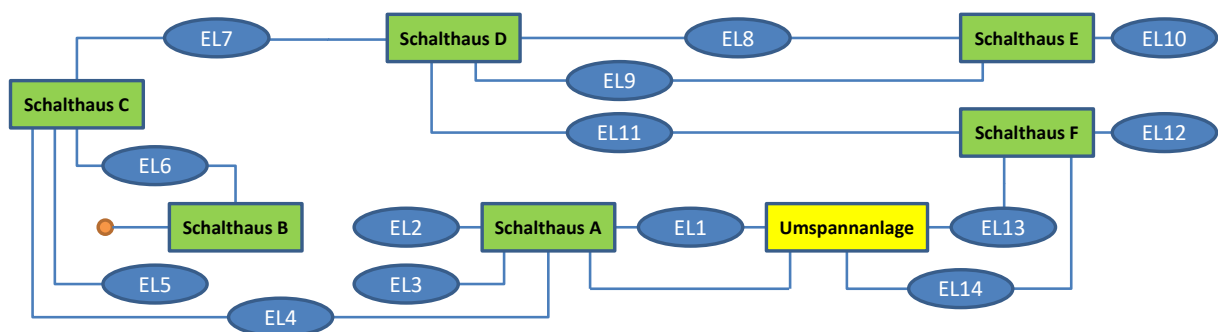 EL7
Schalthaus D
EL8
Schalthaus E
EL10
EL9
Schalthaus C
EL11
Schalthaus F
EL12
EL6
Schalthaus B
EL2
Schalthaus A
EL1
Umspannanlage
EL13
EL5
EL3
EL14
EL4